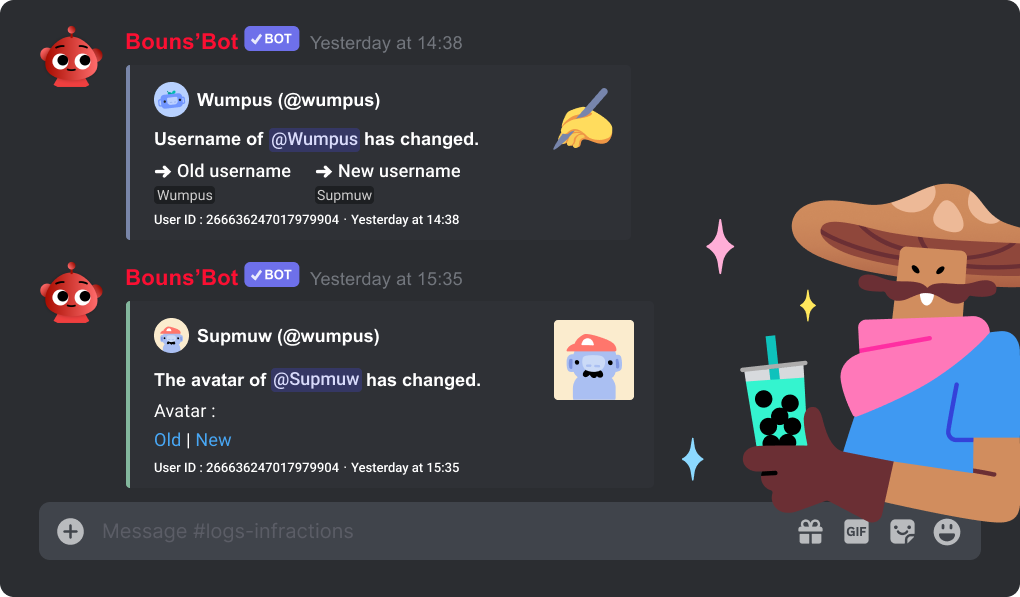 Bouns'Bot ✓BOT Yesterday at 14:38
Wumpus (@wumpus)
Username of @Wumpus has changed.
➜ Old username ➜ New username
Wumpus Supmuw
User ID : 266636247017979904 · Yesterday at 14:38
Bouns'Bot ✓BOT Yesterday at 15:35
Supmuw (@wumpus)
The avatar of @Supmuw has changed.
Avatar :
Old | New
User ID : 266636247017979904 · Yesterday at 15:35
Message #logs-infractions
GIF